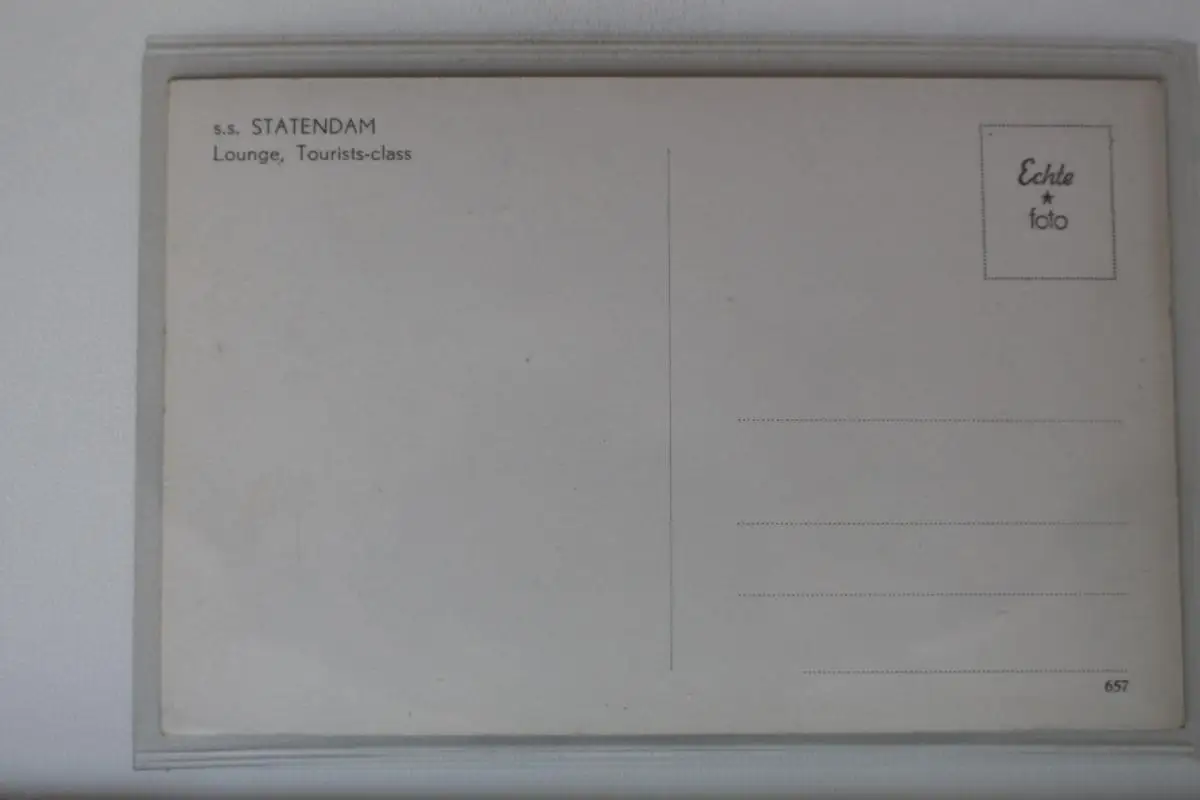 s.s. STATENDAM
Lounge, Tourists-class
Echte
★
foto
657